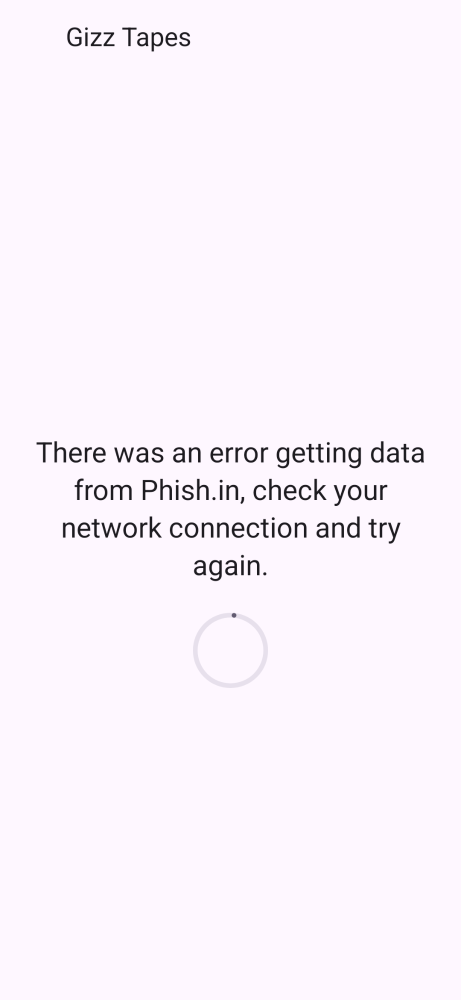 Gizz Tapes
There was an error getting data
from Phish.in, check your
network connection and try
again.